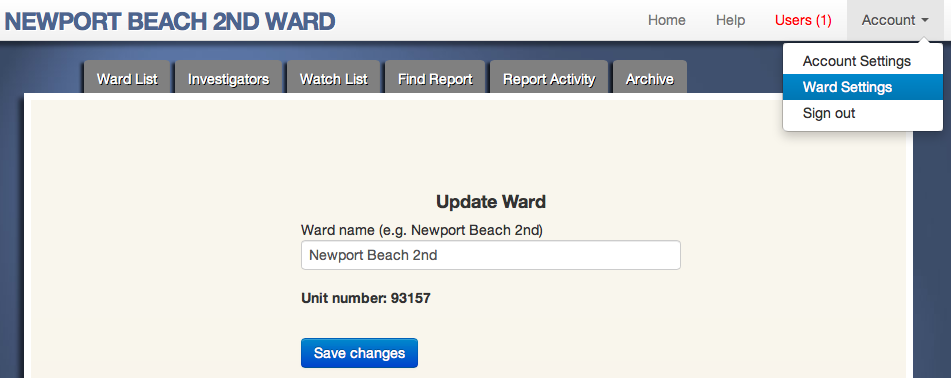 NEWPORT BEACH 2ND WARD
Home Help Users (1) Account
Account Settings
Ward Settings
Sign out
Ward List Investigators Watch List Find Report Report Activity Archive
Update Ward
Ward name (e.g. Newport Beach 2nd)
Newport Beach 2nd
Unit number: 93157
Save changes